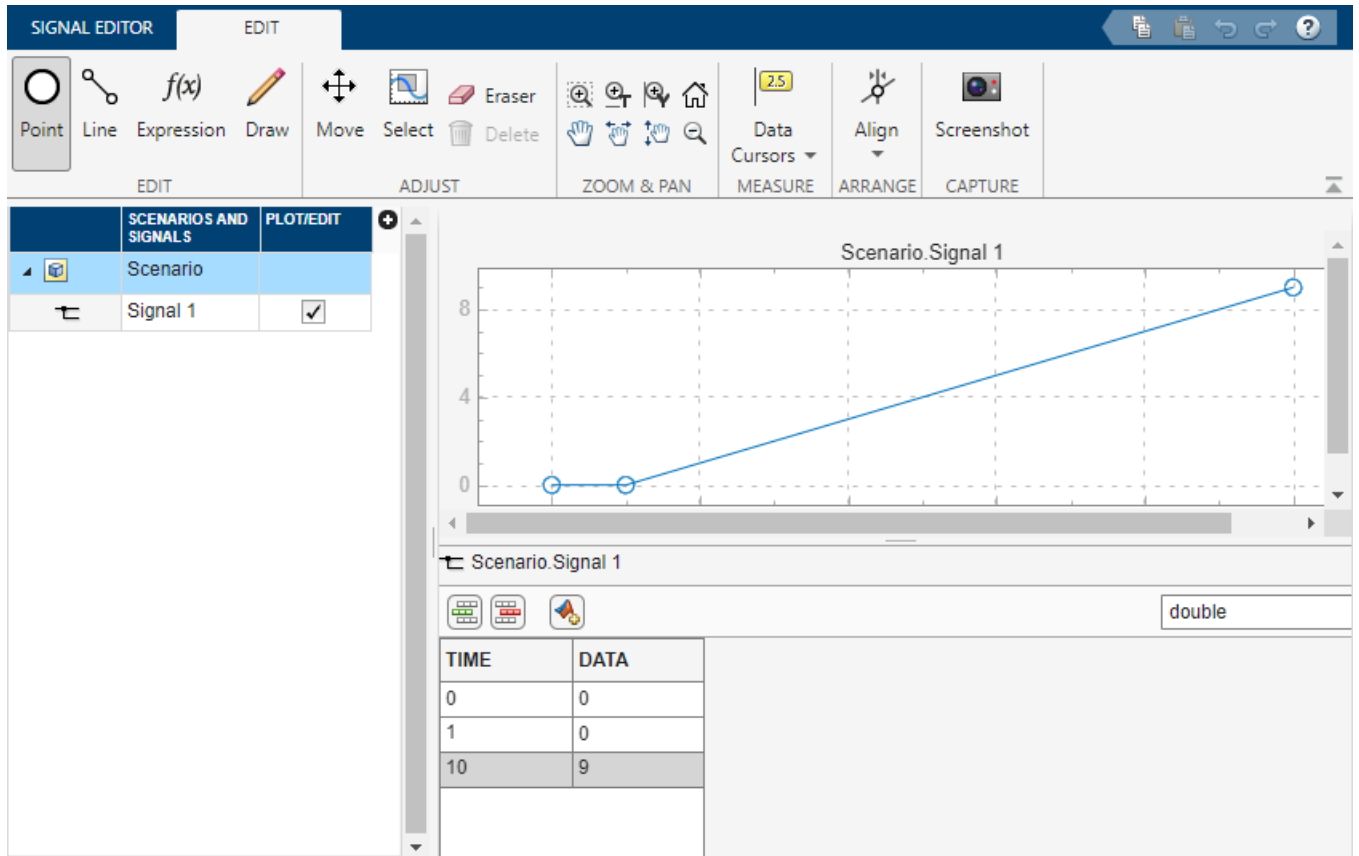 SIGNAL EDITOR EDIT
?
2.5
Point Line f(x) Expression Draw Move Select Eraser Delete Data Cursors Align Screenshot
EDIT ADJUST ZOOM & PAN MEASURE ARRANGE CAPTURE
SCENARIOS AND SIGNALS PLOT/EDIT
Scenario
Signal 1
Scenario.Signal 1
8
4
0
Scenario.Signal 1
double
TIME DATA
0 0
1 0
10 9